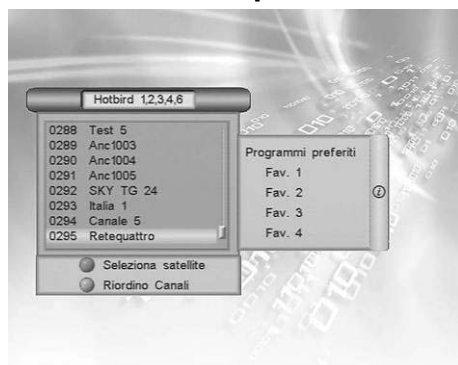 Hotbird 1,2,3,4,6
0288 Test 5
0289 Anc1003
0290 Anc1004
0291 Anc1005
0292 SKY TG 24
0293 Italia 1
0294 Canale 5
0295 Retequattro
Seleziona satellite
Riordino Canali
Programmi preferiti
Fav. 1
Fav. 2
Fav. 3
Fav. 4